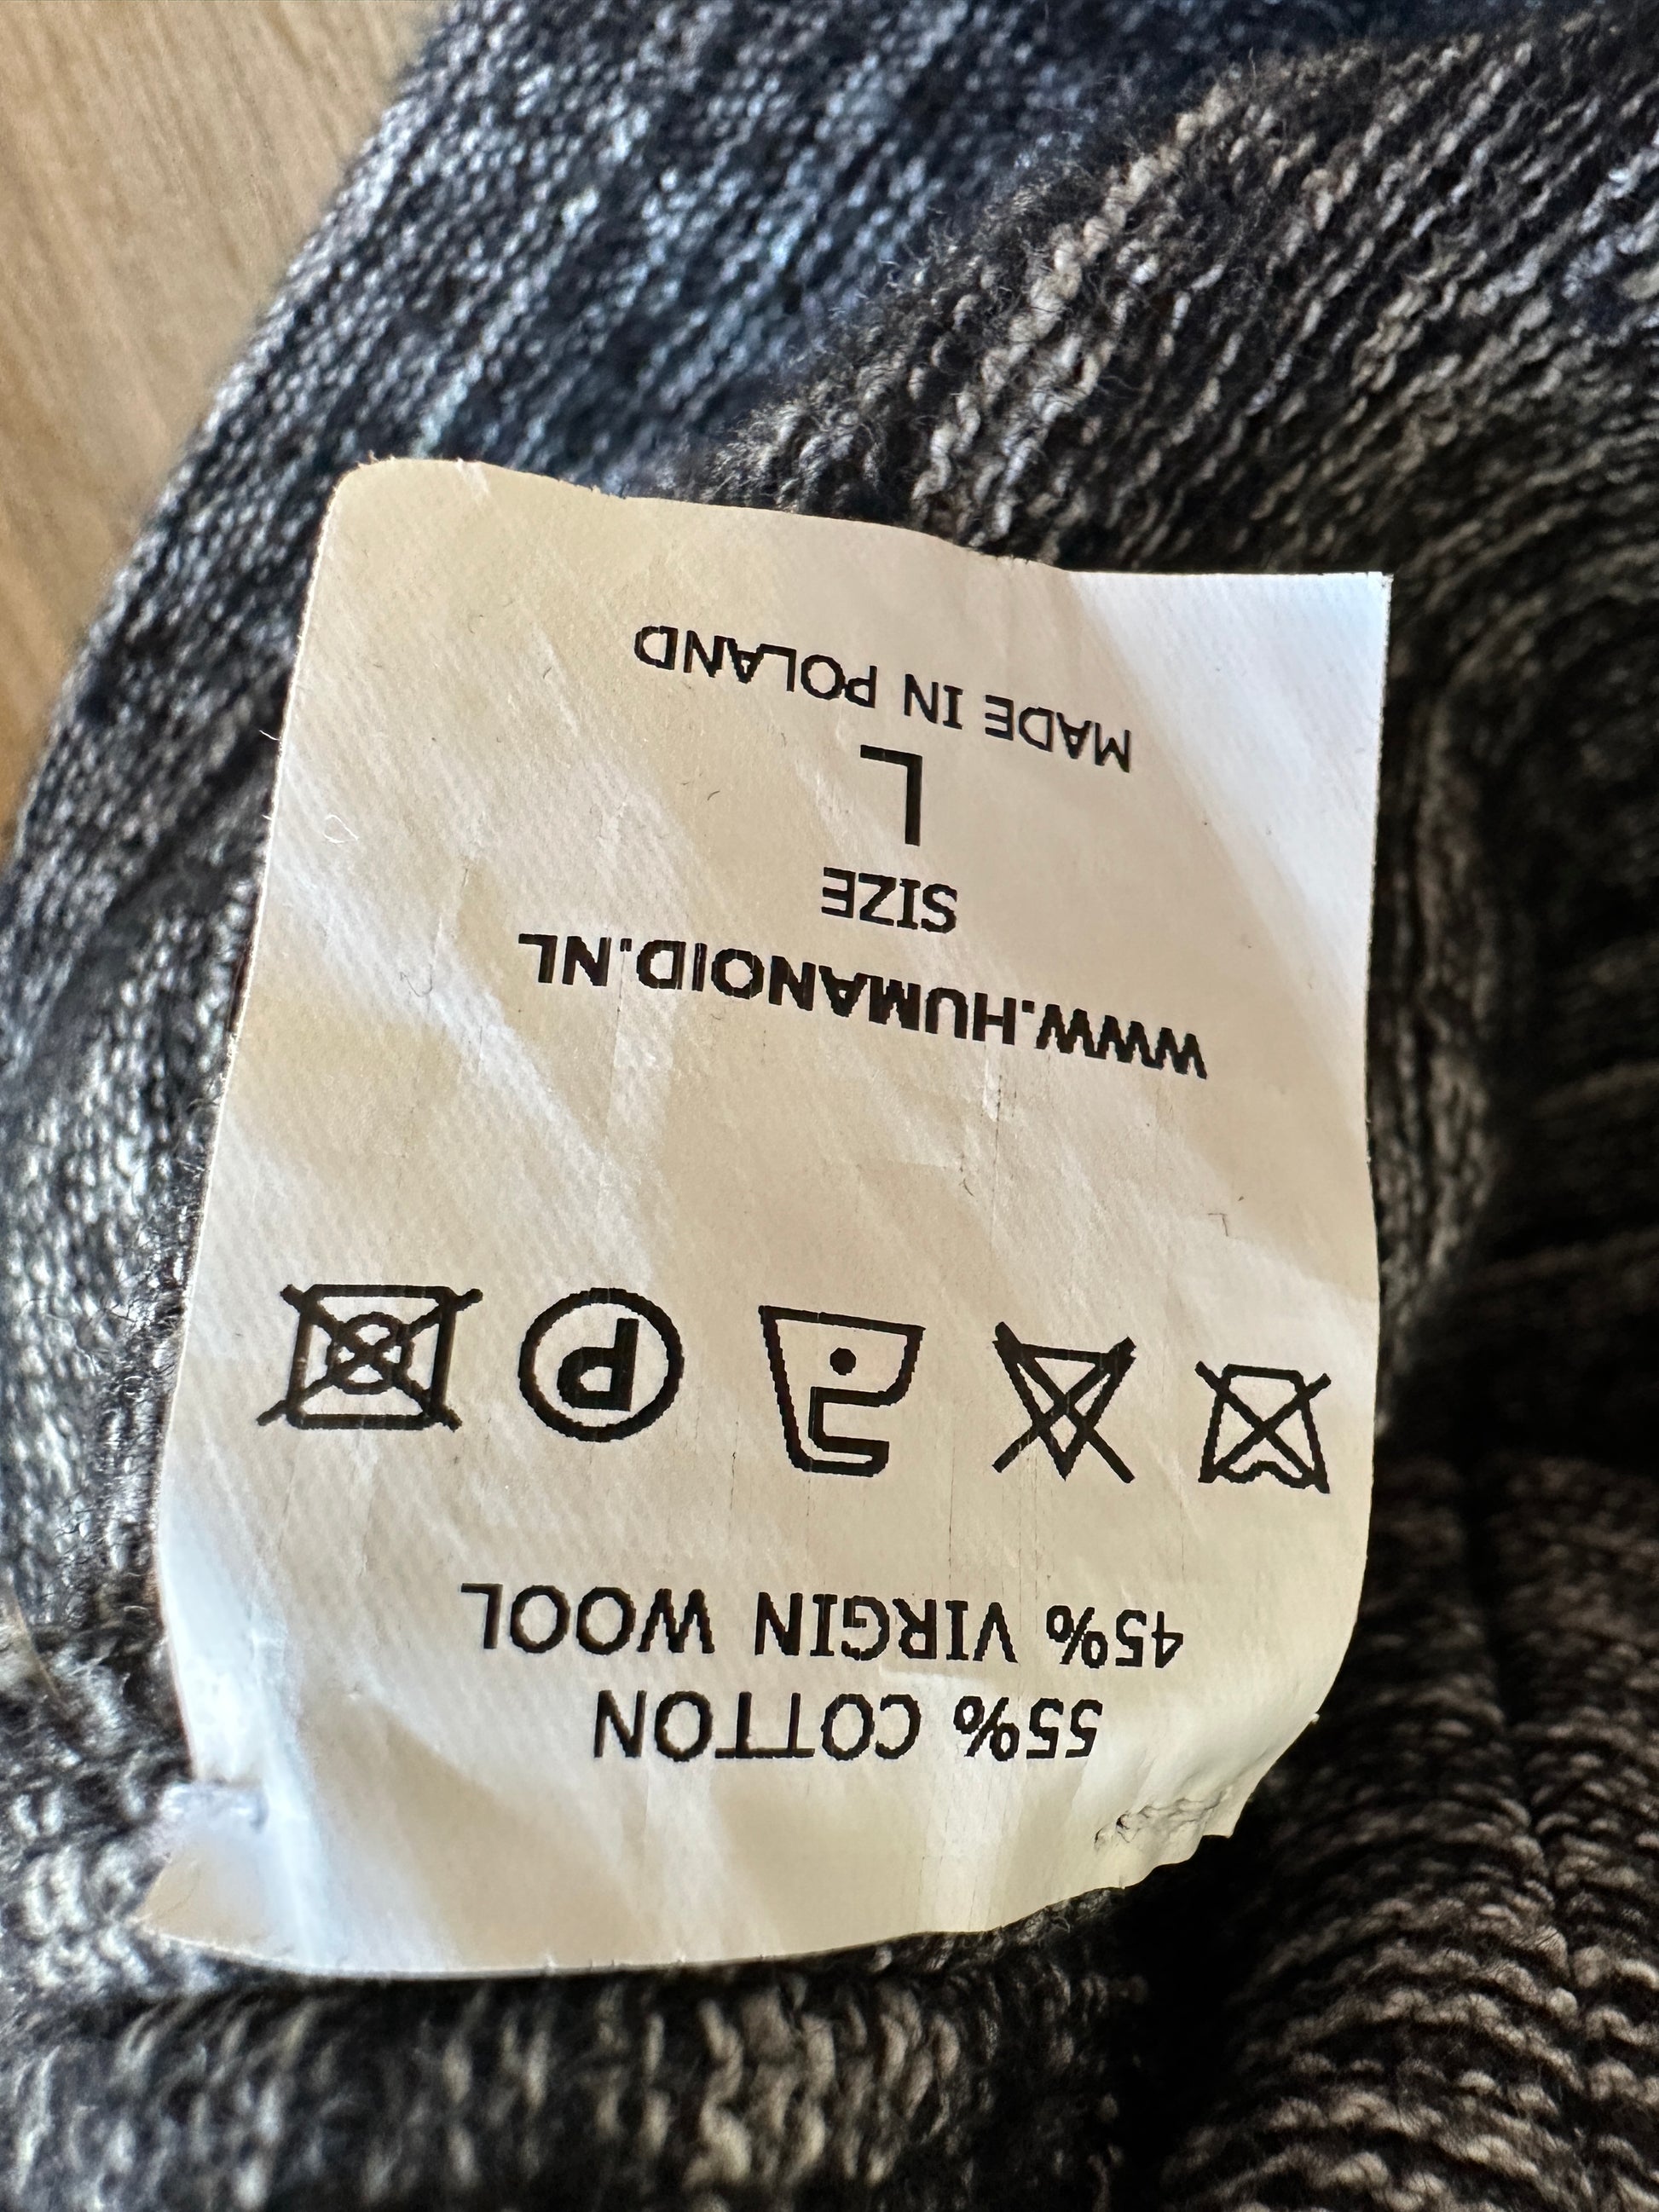 55% COTTON
45% VIRGIN WOOL
P
WWW.HUMANOID.NL
SIZE
L
MADE IN POLAND